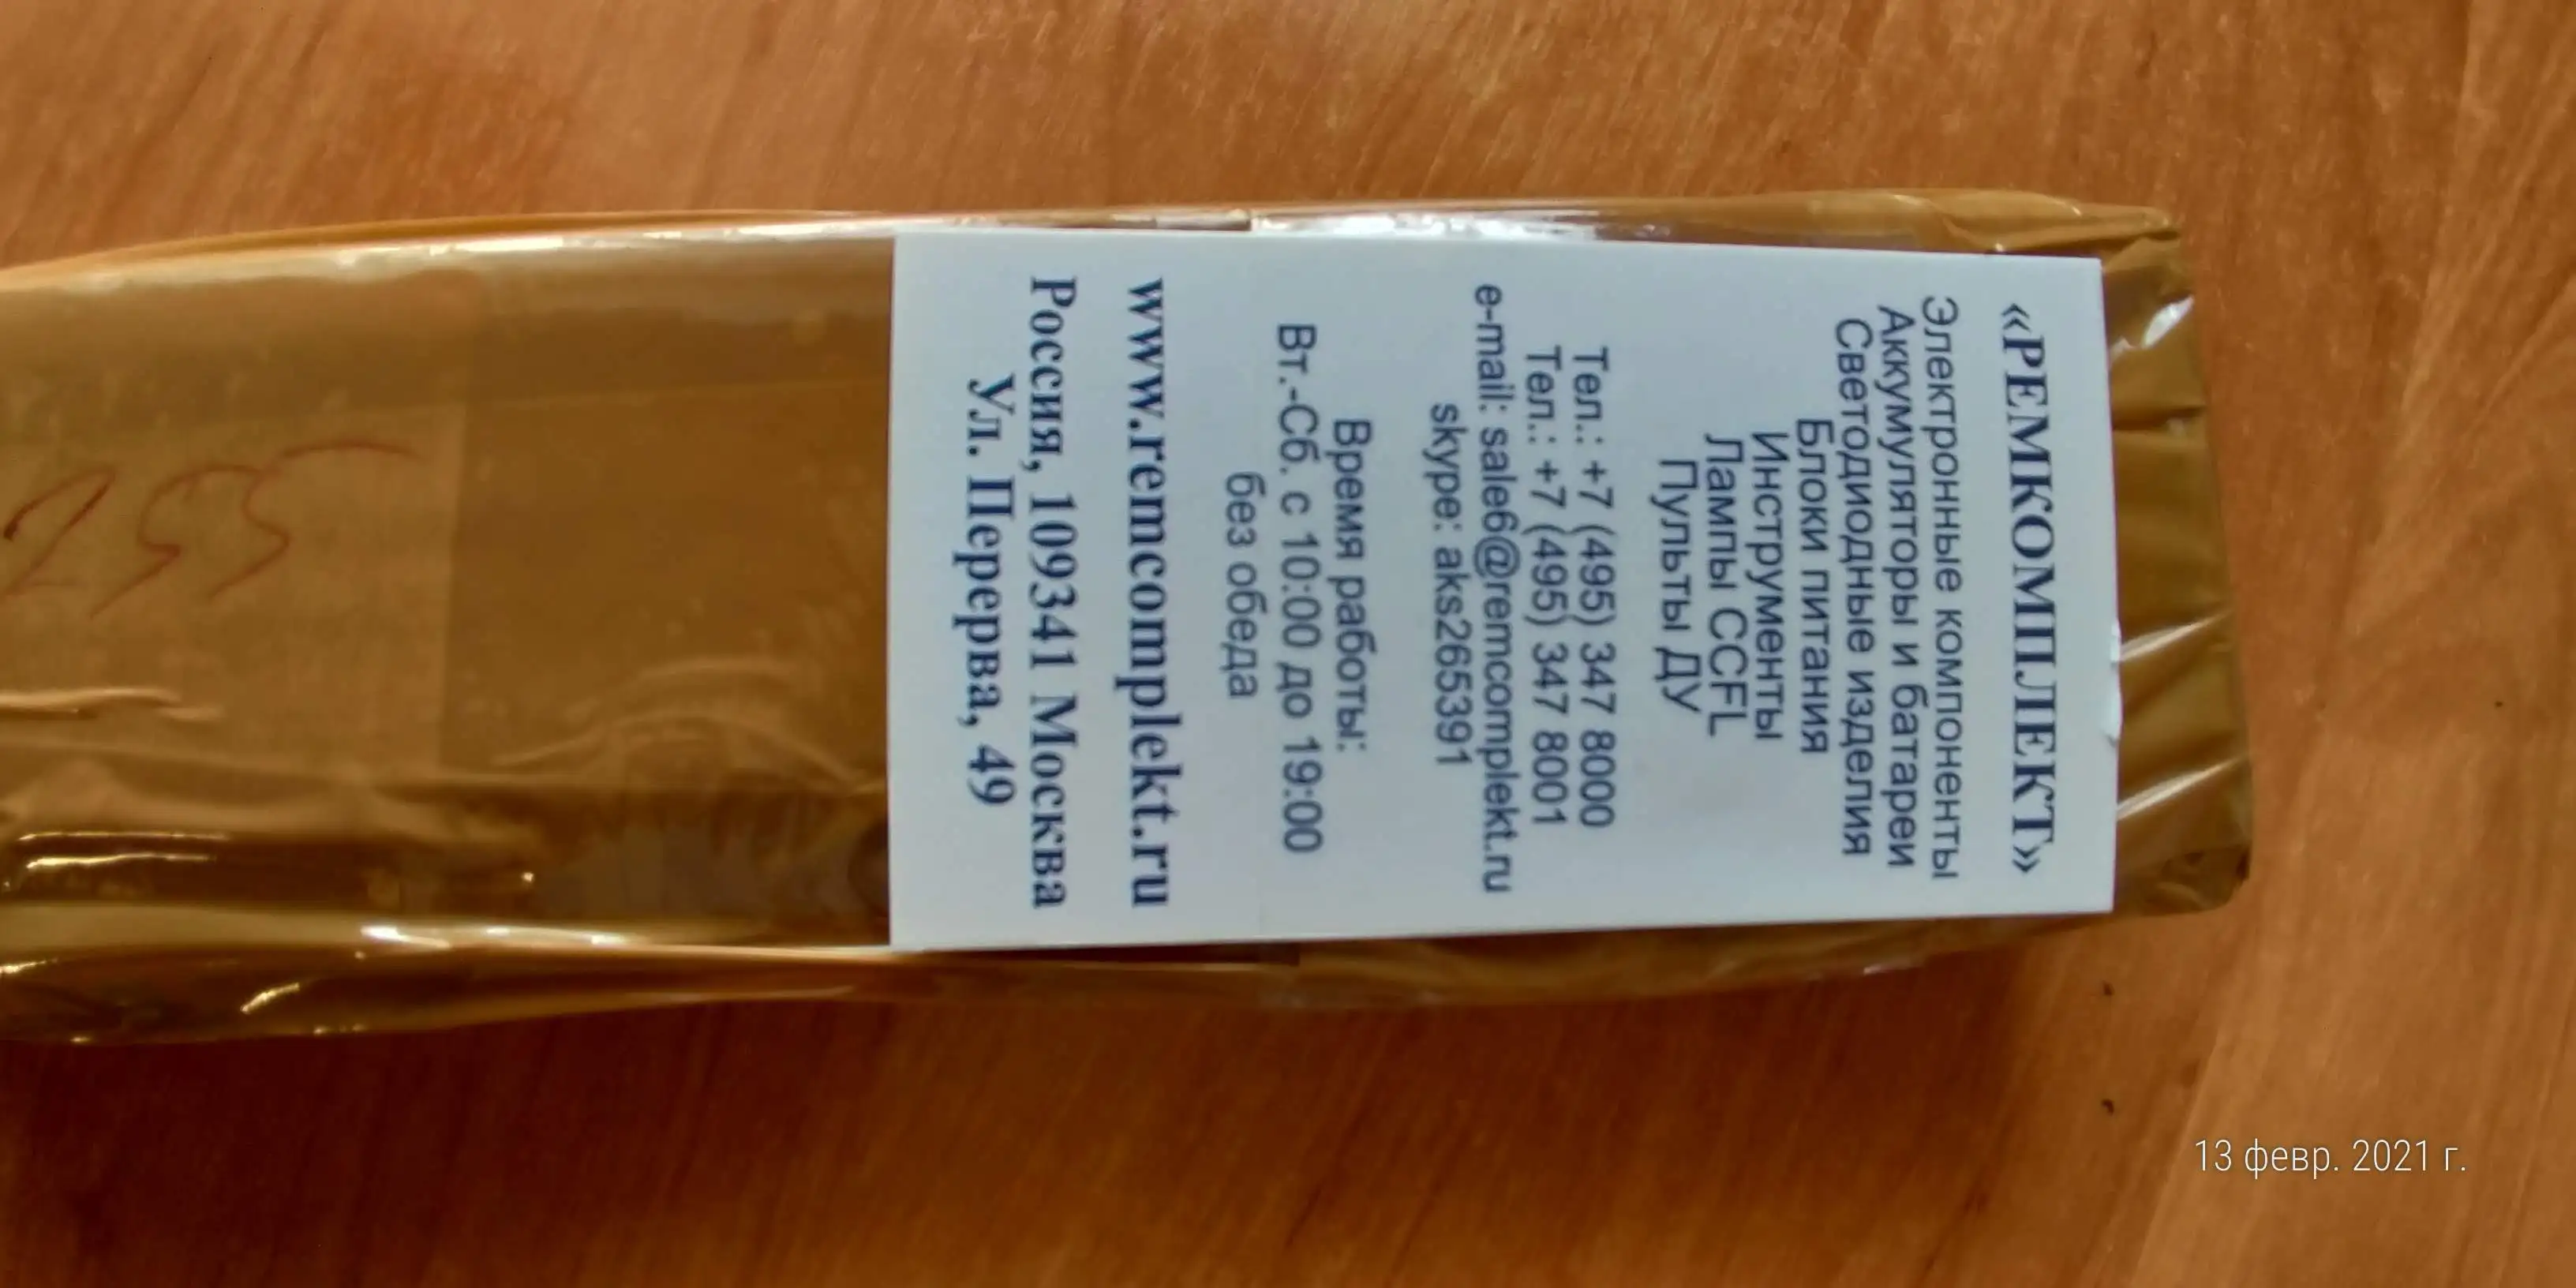 «РЕМКОМПЛЕКТ»
Электронные компоненты
Аккумуляторы и батареи
Светодиодные изделия
Блоки питания
Инструменты
Лампы CCFL
Пульты ДУ
Тел.: +7 (495) 347 8000
Тел.: +7 (495) 347 8001
e-mail: sale6@remcomplekt.ru
skype: aks265391
Время работы:
Вт.-Сб. с 10:00 до 19:00
без обеда
www.remcomplekt.ru
Россия, 109341 Москва
Ул. Перерва, 49
13 февр. 2021 г.